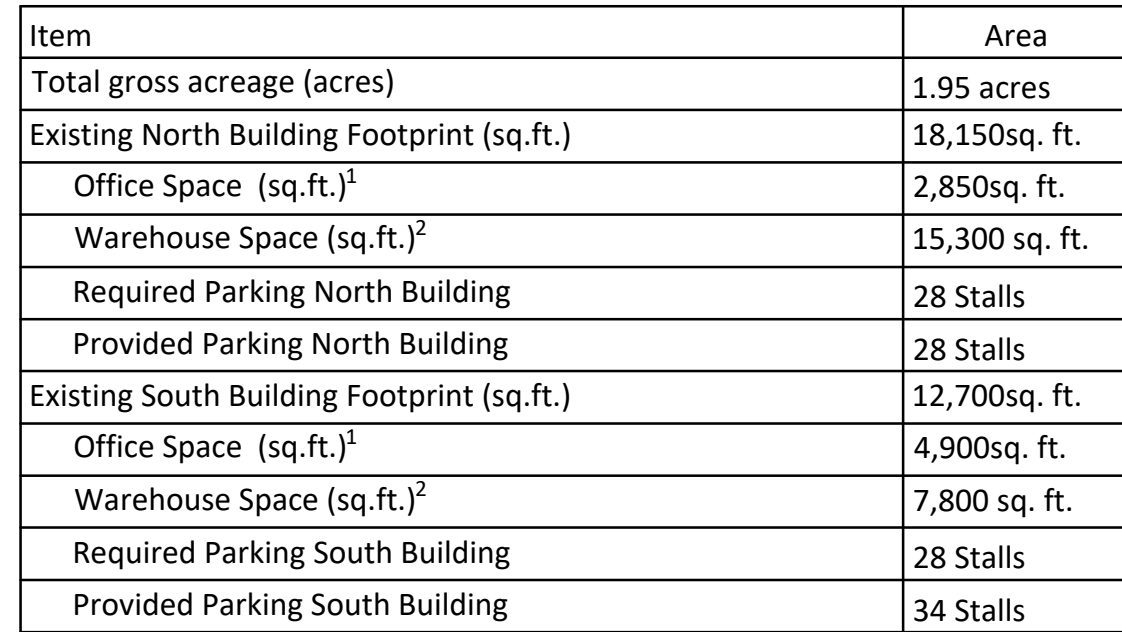 Item Area
Total gross acreage (acres) 1.95 acres
Existing North Building Footprint (sq.ft.) 18,150sq. ft.
Office Space (sq.ft.)1 2,850sq. ft.
Warehouse Space (sq.ft.)2 15,300 sq. ft.
Required Parking North Building 28 Stalls
Provided Parking North Building 28 Stalls
Existing South Building Footprint (sq.ft.) 12,700sq. ft.
Office Space (sq.ft.)1 4,900sq. ft.
Warehouse Space (sq.ft.)2 7,800 sq. ft.
Required Parking South Building 28 Stalls
Provided Parking South Building 34 Stalls